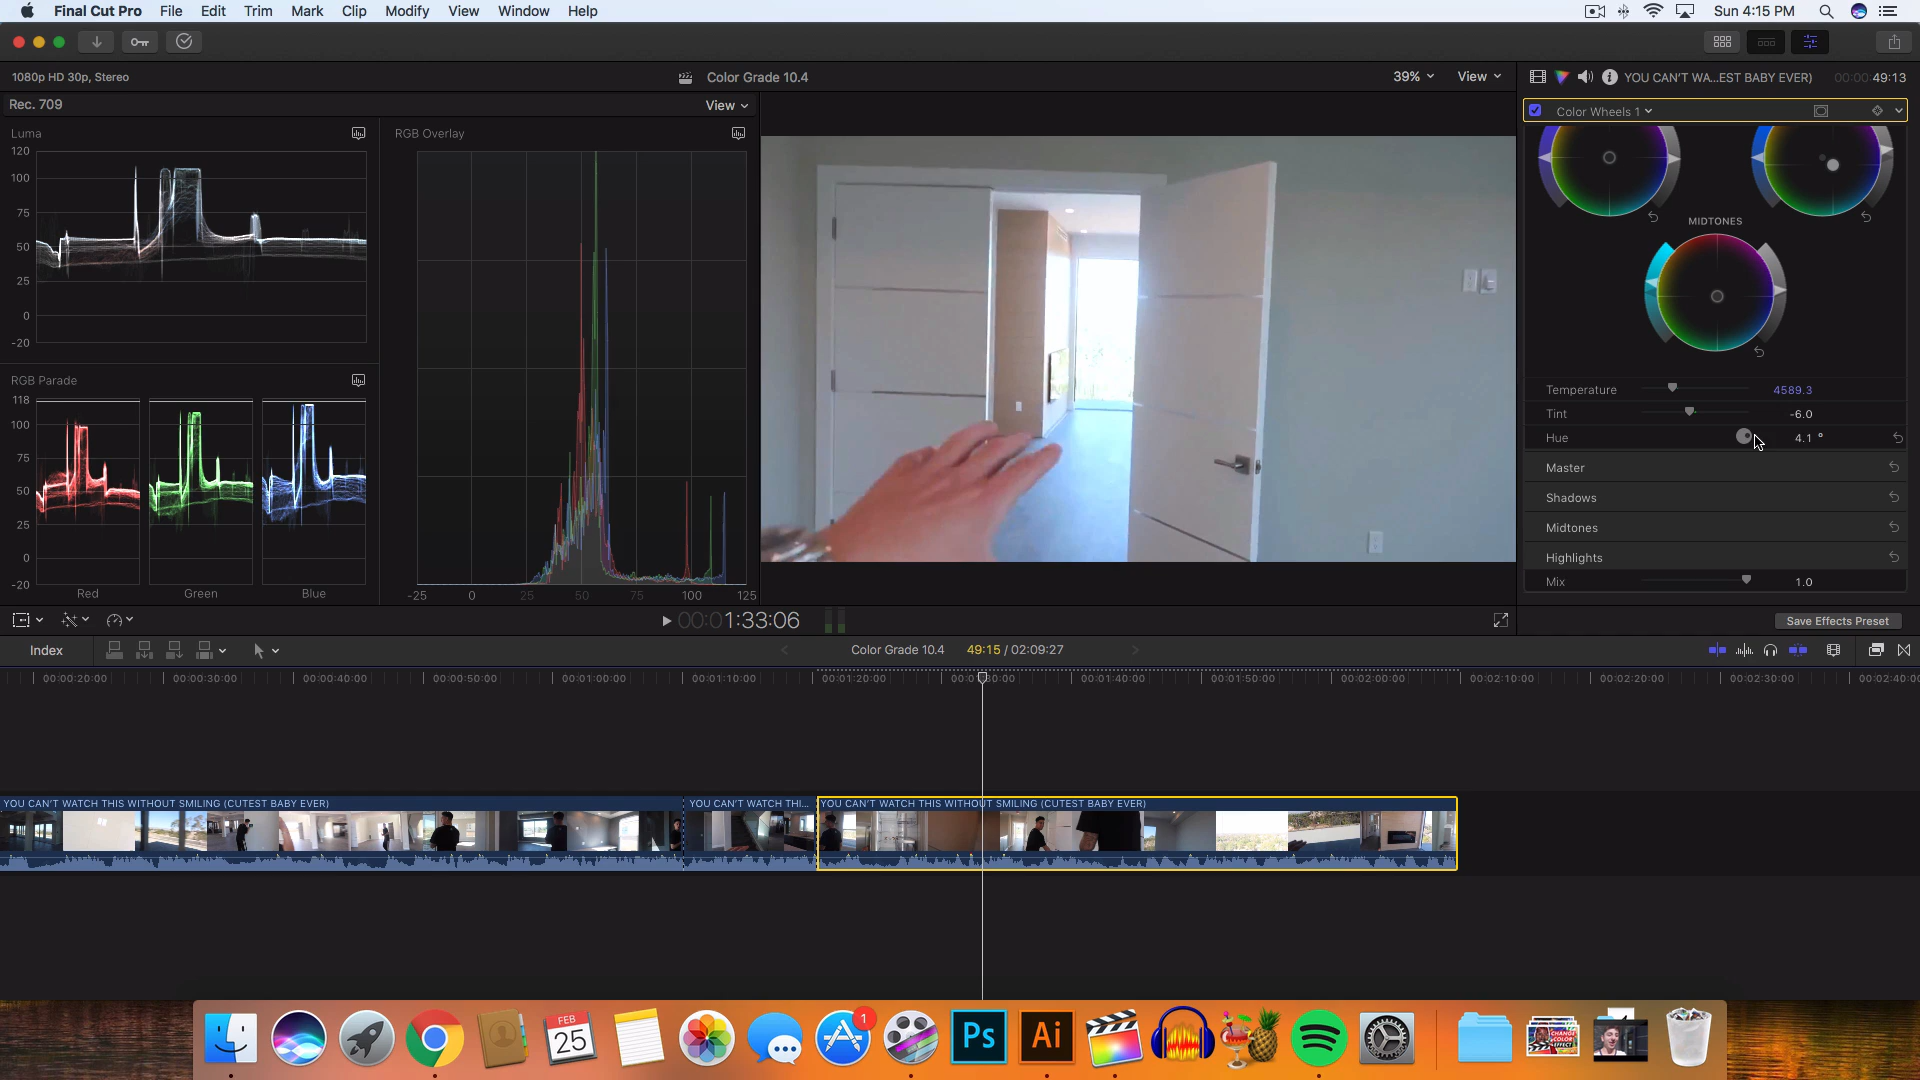 Final Cut Pro File Edit Trim Mark Clip Modify View Window Help Sun 4:15 PM
1080p HD 30p, Stereo Color Grade 10.4 39% View YOU CAN'T WA...EST BABY EVER) 00:00:49:13
Rec. 709 View Color Wheels 1
Luma RGB Overlay
120
100
75
50
25
0
-20
MIDTONES
RGB Parade
118
100
75
50
25
0
-20
Red Green Blue
-25 0 25 50 75 100 125
Temperature 4589.3
Tint -6.0
Hue 4.1 °
Master
Shadows
Midtones
Highlights
Mix 1.0
00:01:33:06 Save Effects Preset
Index Color Grade 10.4 49:15 / 02:09:27
00:00:20:00 00:00:30:00 00:00:40:00 00:00:50:00 00:01:00:00 00:01:10:00 00:01:20:00 00:01:40:00 00:01:50:00 00:02:00:00 00:02:10:00 00:02:20:00 00:02:30:00
YOU CAN'T WATCH THIS WITHOUT SMILING (CUTEST BABY EVER) YOU CAN'T WATCH THI... YOU CAN'T WATCH THIS WITHOUT SMILING (CUTEST BABY EVER)
FEB
25
1
Ps
Ai
CHANGE
COLOR
EFFECT